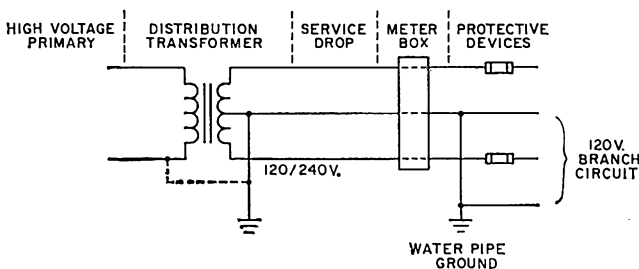 HIGH VOLTAGE
PRIMARY
DISTRIBUTION
TRANSFORMER
SERVICE
DROP
METER
BOX
PROTECTIVE
DEVICES
120/240V.
120V.
BRANCH
CIRCUIT
WATER PIPE
GROUND